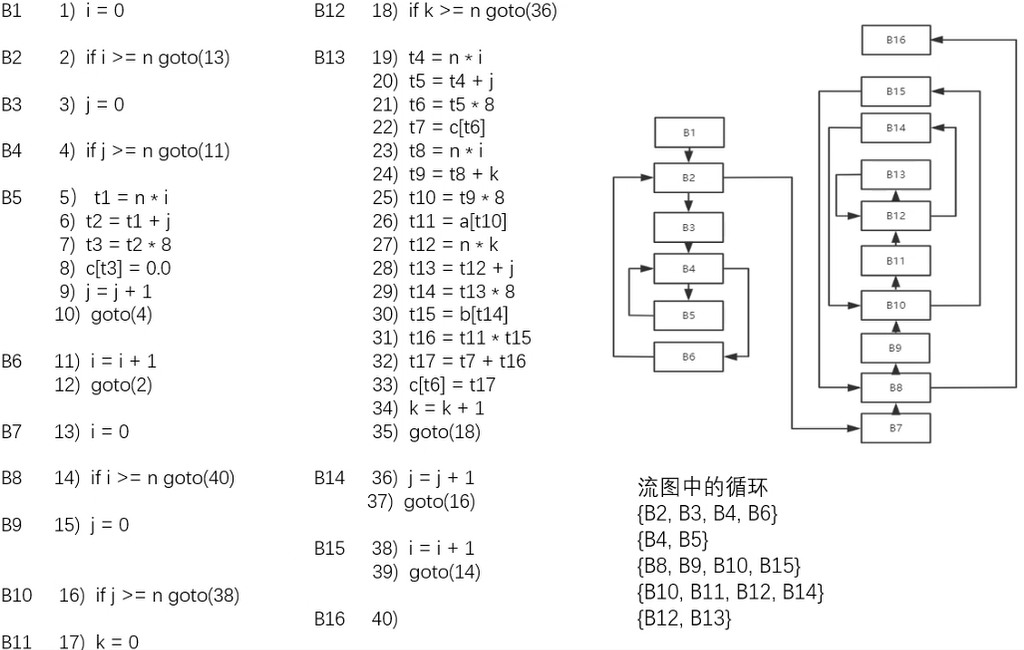 B1 1) i = 0
B2 2) if i >= n goto(13)
B3 3) j = 0
B4 4) if j >= n goto(11)
B5 5) t1 = n * i
6) t2 = t1 + j
7) t3 = t2 * 8
8) c[t3] = 0.0
9) j = j + 1
10) goto(4)
B6 11) i = i + 1
12) goto(2)
B7 13) i = 0
B8 14) if i >= n goto(40)
B9 15) j = 0
B10 16) if j >= n goto(38)
B11 17) k = 0
B12 18) if k >= n goto(36)
B13 19) t4 = n * i
20) t5 = t4 + j
21) t6 = t5 * 8
22) t7 = c[t6]
23) t8 = n * i
24) t9 = t8 + k
25) t10 = t9 * 8
26) t11 = a[t10]
27) t12 = n * k
28) t13 = t12 + j
29) t14 = t13 * 8
30) t15 = b[t14]
31) t16 = t11 * t15
32) t17 = t7 + t16
33) c[t6] = t17
34) k = k + 1
35) goto(18)
B14 36) j = j + 1
37) goto(16)
B15 38) i = i + 1
39) goto(14)
B16 40)
B1
B2
B3
B4
B5
B6
B16
B15
B14
B13
B12
B11
B10
B9
B8
B7
流图中的循环
{B2, B3, B4, B6}
{B4, B5}
{B8, B9, B10, B15}
{B10, B11, B12, B14}
{B12, B13}